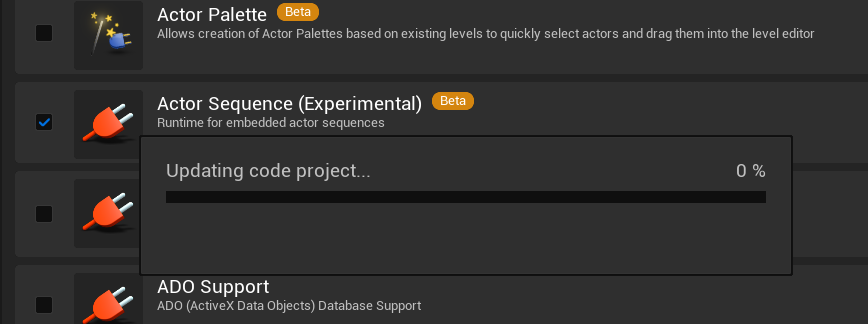 Actor Palette Beta
Allows creation of Actor Palettes based on existing levels to quickly select actors and drag them into the level editor
Actor Sequence (Experimental) Beta
Runtime for embedded actor sequences
Updating code project... 0 %
ADO Support
ADO (ActiveX Data Objects) Database Support